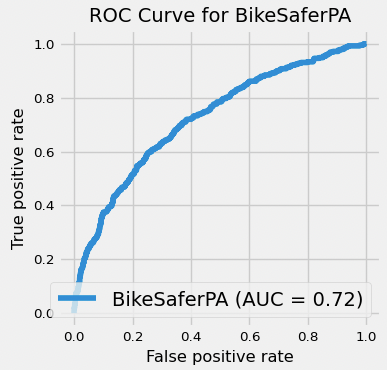 ROC Curve for BikeSaferPA
True positive rate
1.0
0.8
0.6
0.4
0.2
0.0
BikeSaferPA (AUC = 0.72)
0.0 0.2 0.4 0.6 0.8 1.0
False positive rate